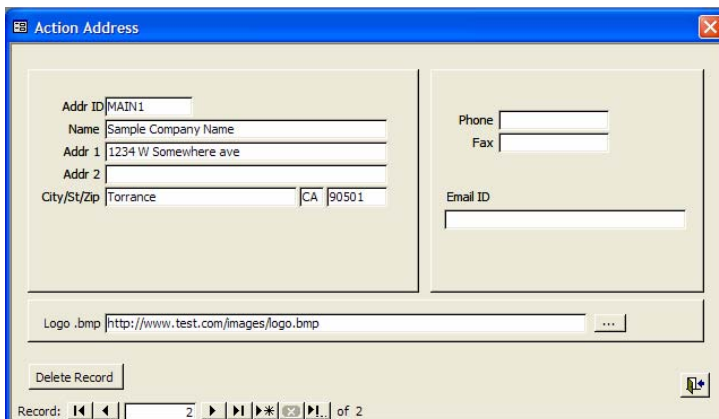 Action Address
Addr ID MAIN1
Name Sample Company Name
Addr 1 1234 W Somewhere ave
Addr 2
City/St/Zip Torrance CA 90501
Phone
Fax
Email ID
Logo .bmp http://www.test.com/images/logo.bmp ...
Delete Record
Record: 2 of 2